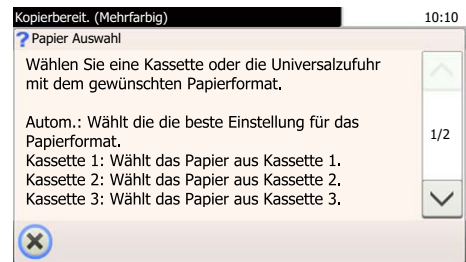 Kopierbereit. (Mehrfarbig) 10:10
? Papier Auswahl
Wählen Sie eine Kassette oder die Universalzufuhr
mit dem gewünschten Papierformat.
Autom.: Wählt die die beste Einstellung für das
Papierformat.
1/2
Kassette 1: Wählt das Papier aus Kassette 1.
Kassette 2: Wählt das Papier aus Kassette 2.
Kassette 3: Wählt das Papier aus Kassette 3.